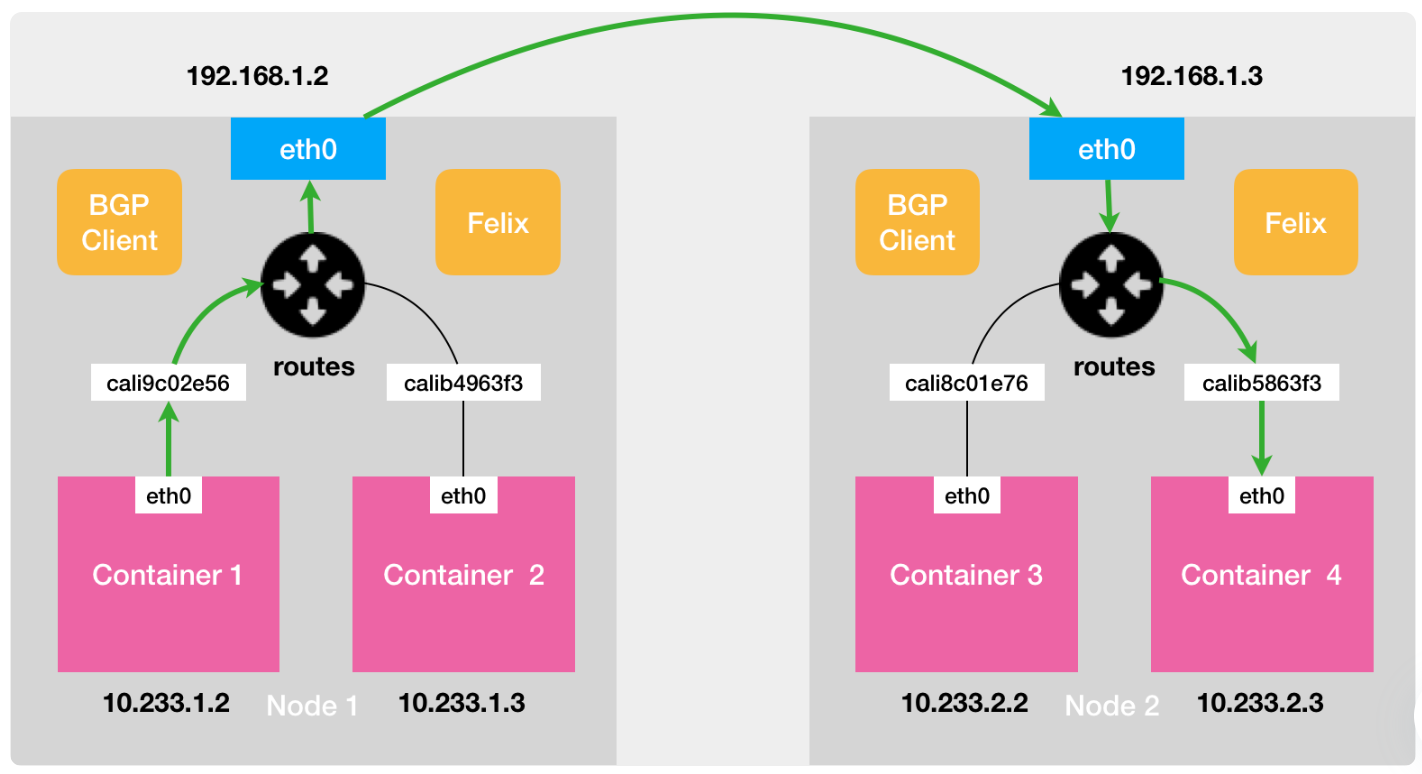 192.168.1.2
192.168.1.3
eth0
eth0
BGP
Client
Felix
BGP
Client
Felix
routes
routes
cali9c02e56
calib4963f3
cali8c01e76
calib5863f3
eth0
eth0
eth0
eth0
Container 1
Container 2
Container 3
Container 4
10.233.1.2
Node 1
10.233.1.3
10.233.2.2
Node 2
10.233.2.3